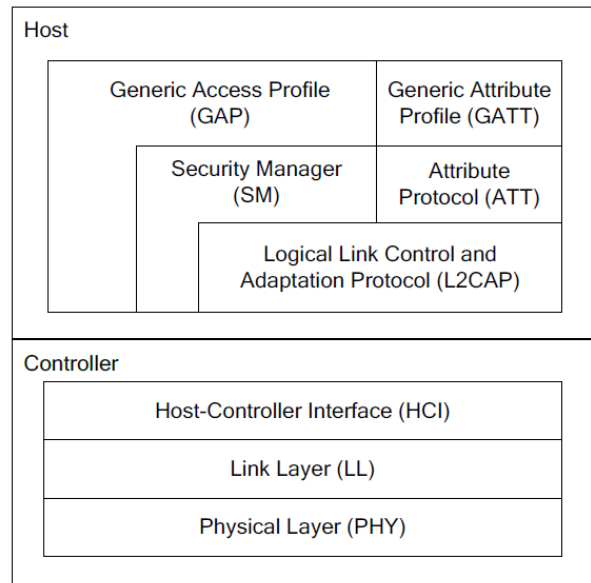 Host
Generic Access Profile
(GAP)
Generic Attribute
Profile (GATT)
Security Manager
(SM)
Attribute
Protocol (ATT)
Logical Link Control and
Adaptation Protocol (L2CAP)
Controller
Host-Controller Interface (HCI)
Link Layer (LL)
Physical Layer (PHY)